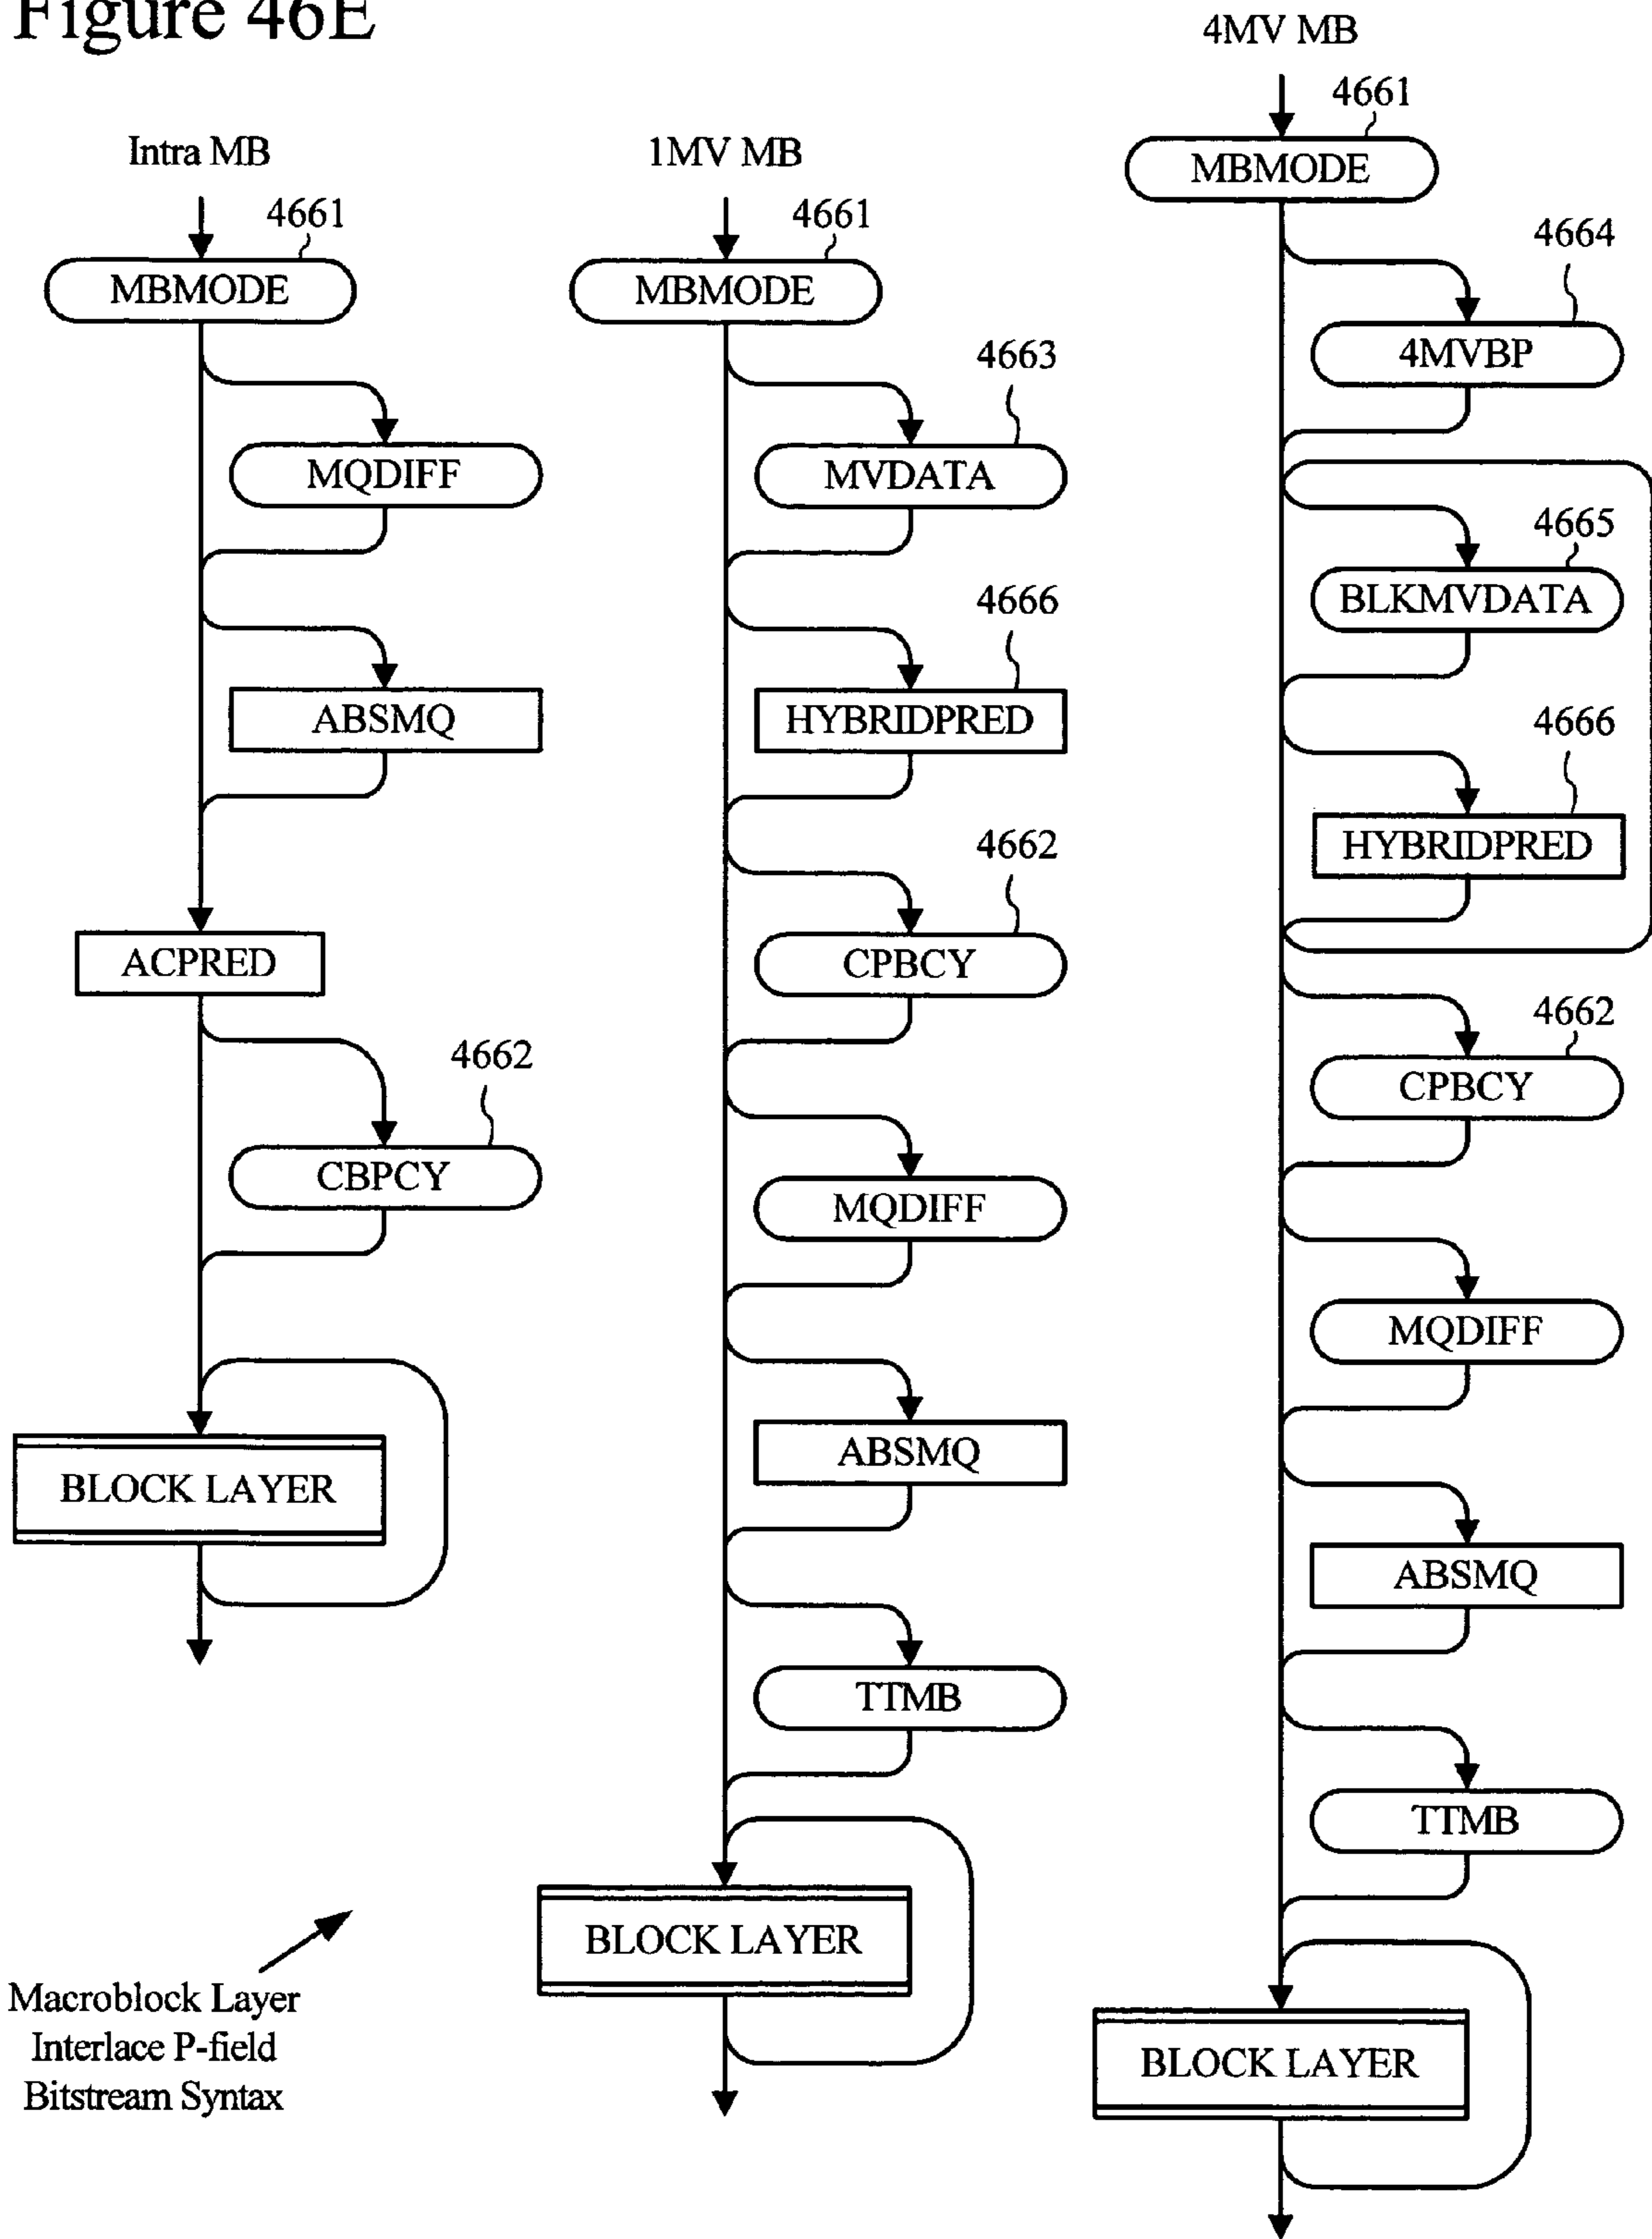 Figure 46E
Intra MB
4661
MBMODE
MQDIFF
ABSMQ
ACPRED
4662
CBPCY
BLOCK LAYER
Macroblock Layer
Interlace P-field
Bitstream Syntax
1MV MB
4661
MBMODE
4663
MVDATA
4666
HYBRIDPRED
4662
CPBCY
MQDIFF
ABSMQ
TTMB
BLOCK LAYER
4MV MB
4661
MBMODE
4664
4MVBP
4665
BLKMVDATA
4666
HYBRIDPRED
4662
CPBCY
MQDIFF
ABSMQ
TTMB
BLOCK LAYER